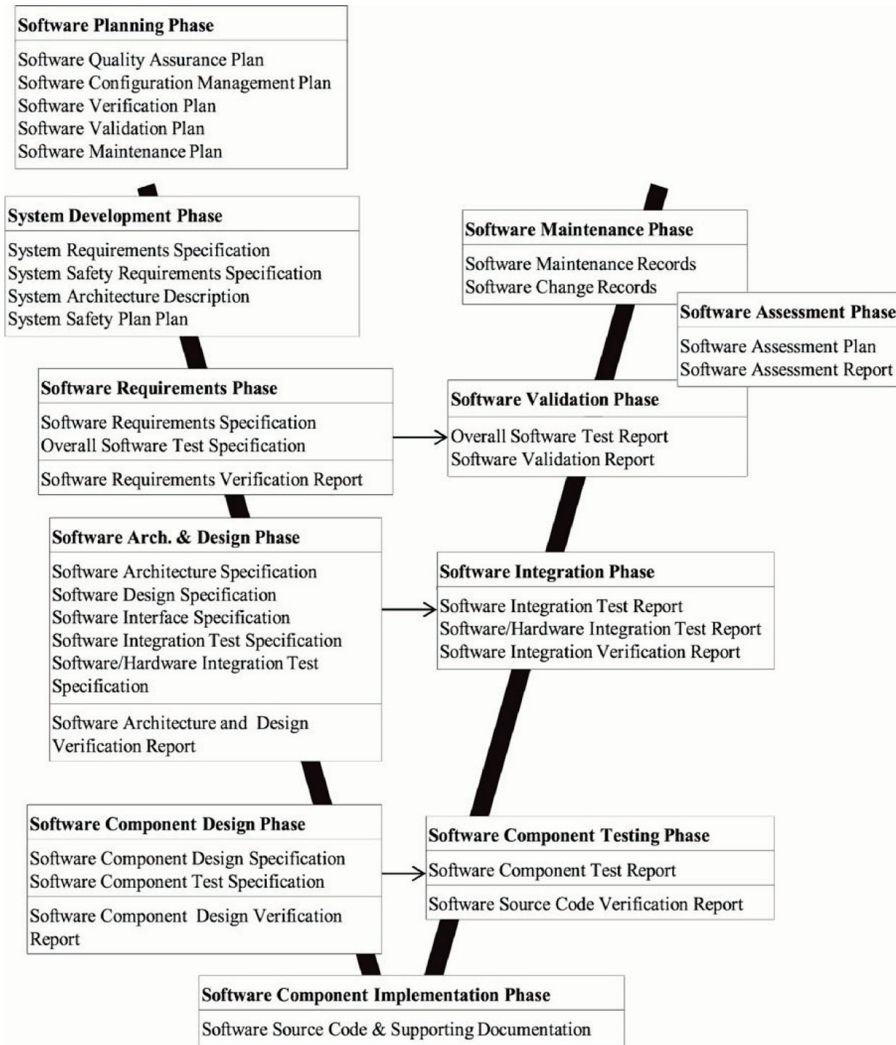 Software Planning Phase
Software Quality Assurance Plan
Software Configuration Management Plan
Software Verification Plan
Software Validation Plan
Software Maintenance Plan
System Development Phase
System Requirements Specification
System Safety Requirements Specification
System Architecture Description
System Safety Plan Plan
Software Maintenance Phase
Software Maintenance Records
Software Change Records
Software Assessment Phase
Software Assessment Plan
Software Assessment Report
Software Requirements Phase
Software Requirements Specification
Overall Software Test Specification
Software Requirements Verification Report
Software Validation Phase
Overall Software Test Report
Software Validation Report
Software Arch. & Design Phase
Software Architecture Specification
Software Design Specification
Software Interface Specification
Software Integration Test Specification
Software/Hardware Integration Test
Specification
Software Architecture and Design
Verification Report
Software Integration Phase
Software Integration Test Report
Software/Hardware Integration Test Report
Software Integration Verification Report
Software Component Design Phase
Software Component Design Specification
Software Component Test Specification
Software Component Design Verification
Report
Software Component Testing Phase
Software Component Test Report
Software Source Code Verification Report
Software Component Implementation Phase
Software Source Code & Supporting Documentation